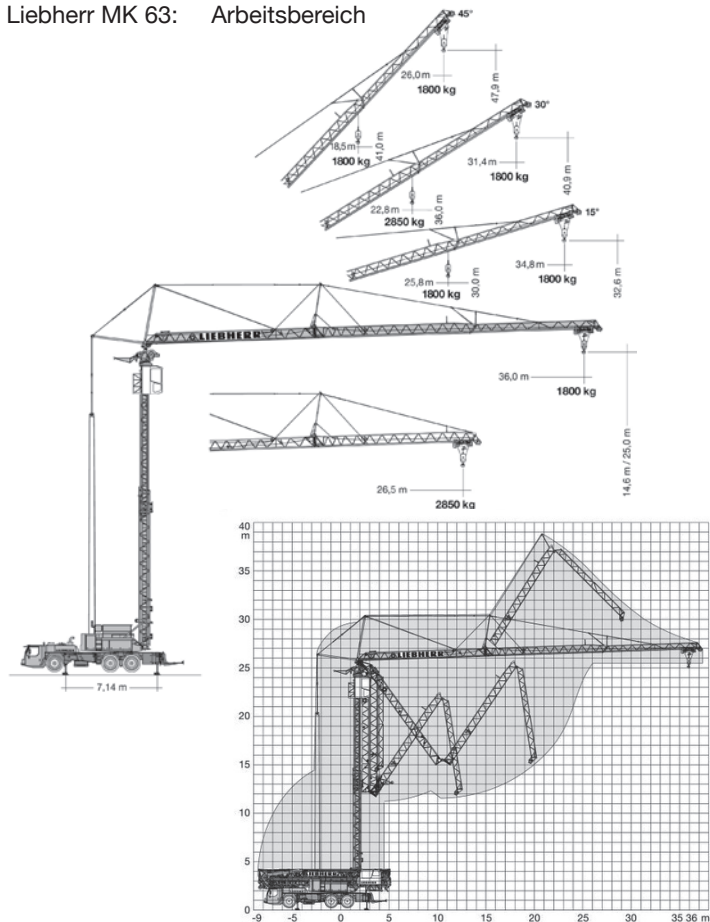 Liebherr MK 63: Arbeitsbereich
45°
26,0 m
1800 kg
47,9 m
18,5 m
1800 kg
41,0 m
30°
31,4 m
1800 kg
40,9 m
22,8 m
2850 kg
36,0 m
15°
34,8 m
1800 kg
32,6 m
25,8 m
1800 kg
30,0 m
LIEBHERR
36,0 m
1800 kg
14,6 m / 25,0 m
26,5 m
2850 kg
7,14 m
40
m
35
30
25
20
15
10
5
0
LIEBHERR
LIEBHERR
-9 -5 0 5 10 15 20 25 30 35 36 m